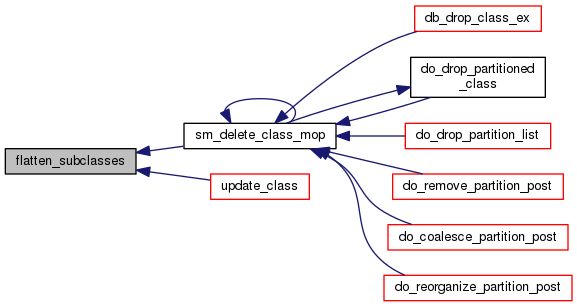 db_drop_class_ex
do_drop_partitioned
_class
sm_delete_class_mop
do_drop_partition_list
flatten_subclasses
update_class
do_remove_partition_post
do_coalesce_partition_post
do_reorganize_partition_post